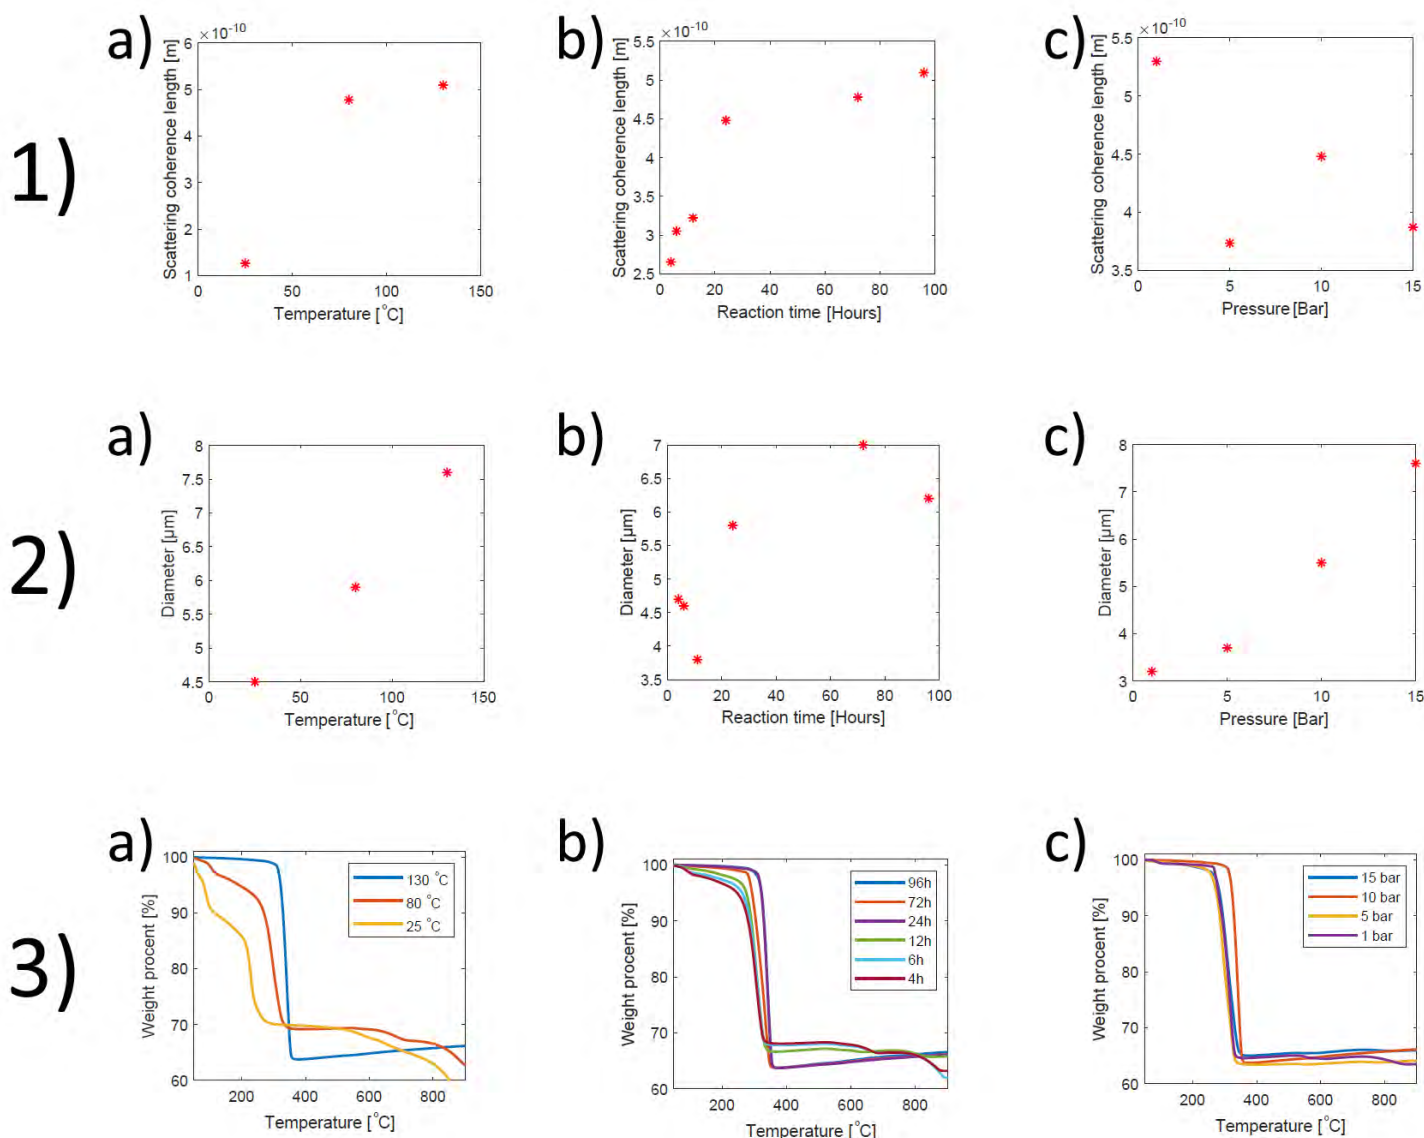 1)
a)
×10⁻¹⁰
Scattering coherence length [m]
6
5
4
3
2
1
0 50 100 150
Temperature [°C]
b)
×10⁻¹⁰
Scattering coherence length [m]
5.5
5
4.5
4
3.5
3
2.5
0 20 40 60 80 100
Reaction time [Hours]
c)
×10⁻¹⁰
Scattering coherence length [m]
5.5
5
4.5
4
3.5
0 5 10 15
Pressure [Bar]
2)
a)
Diameter [μm]
8
7.5
7
6.5
6
5.5
5
4.5
0 50 100 150
Temperature [°C]
b)
Diameter [μm]
7
6.5
6
5.5
5
4.5
4
3.5
0 20 40 60 80 100
Reaction time [Hours]
c)
Diameter [μm]
8
7
6
5
4
3
0 5 10 15
Pressure [Bar]
3)
a)
Weight procent [%]
100
90
80
70
60
130 °C
80 °C
25 °C
200 400 600 800
Temperature [°C]
b)
Weight procent [%]
100
90
80
70
60
96h
72h
24h
12h
6h
4h
200 400 600 800
Temperature [°C]
c)
Weight procent [%]
100
90
80
70
60
15 bar
10 bar
5 bar
1 bar
200 400 600 800
Temperature [°C]